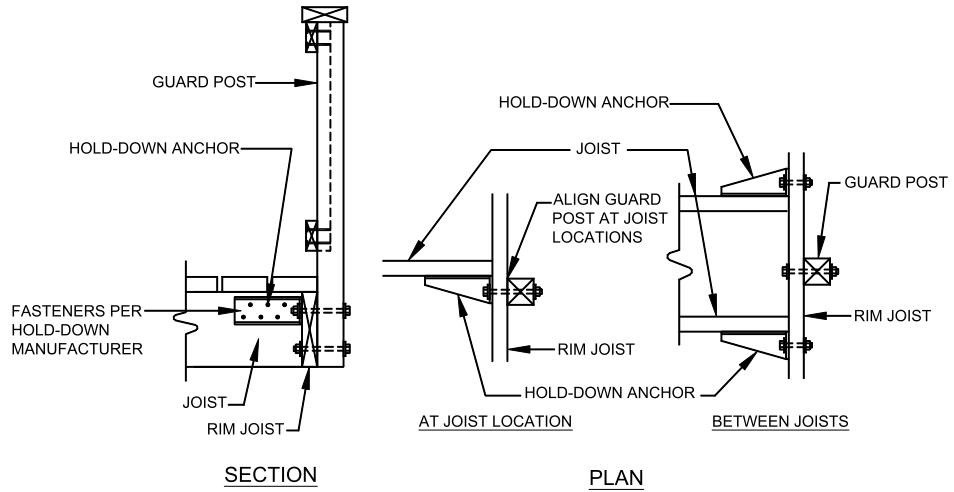 GUARD POST
HOLD-DOWN ANCHOR
FASTENERS PER
HOLD-DOWN
MANUFACTURER
JOIST
RIM JOIST
SECTION
HOLD-DOWN ANCHOR
JOIST
GUARD POST
ALIGN GUARD
POST AT JOIST
LOCATIONS
RIM JOIST
RIM JOIST
HOLD-DOWN ANCHOR
AT JOIST LOCATION
BETWEEN JOISTS
PLAN